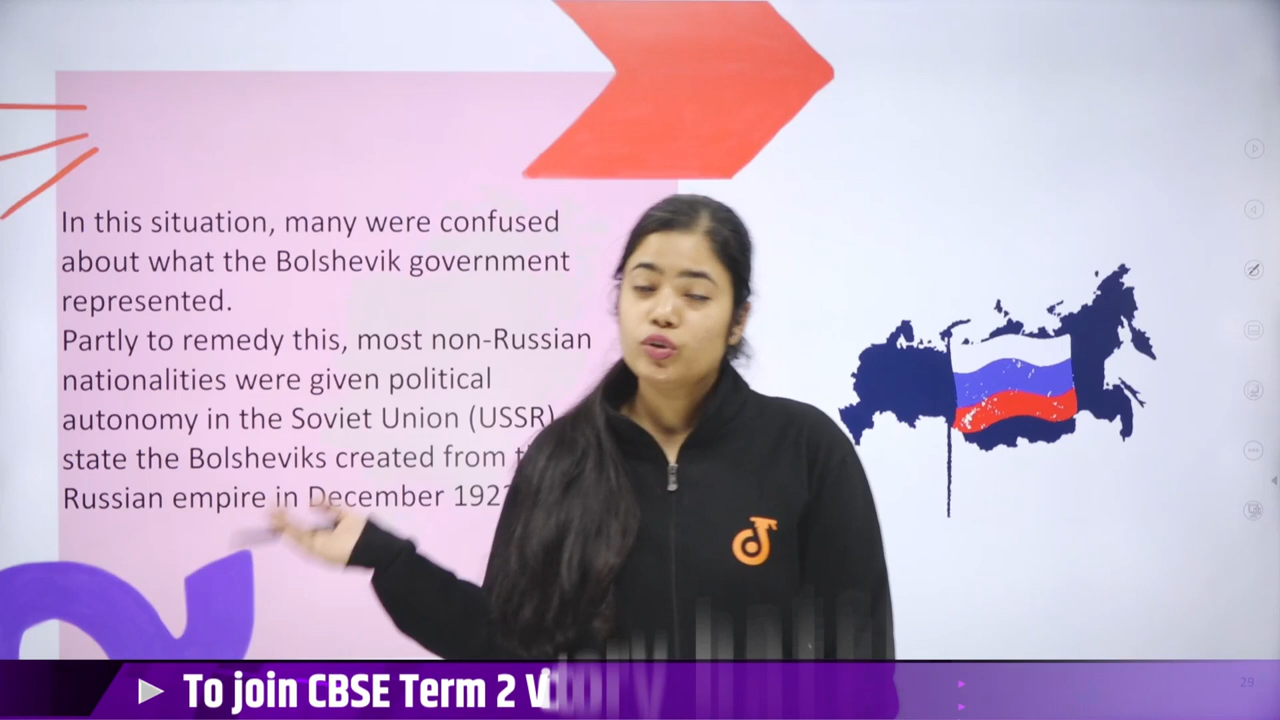 In this situation, many were confused
about what the Bolshevik government
represented.
Partly to remedy this, most non-Russian
nationalities were given political
autonomy in the Soviet Union (USSR)
state the Bolsheviks created from
Russian empire in December
To join CBSE Term 2
29